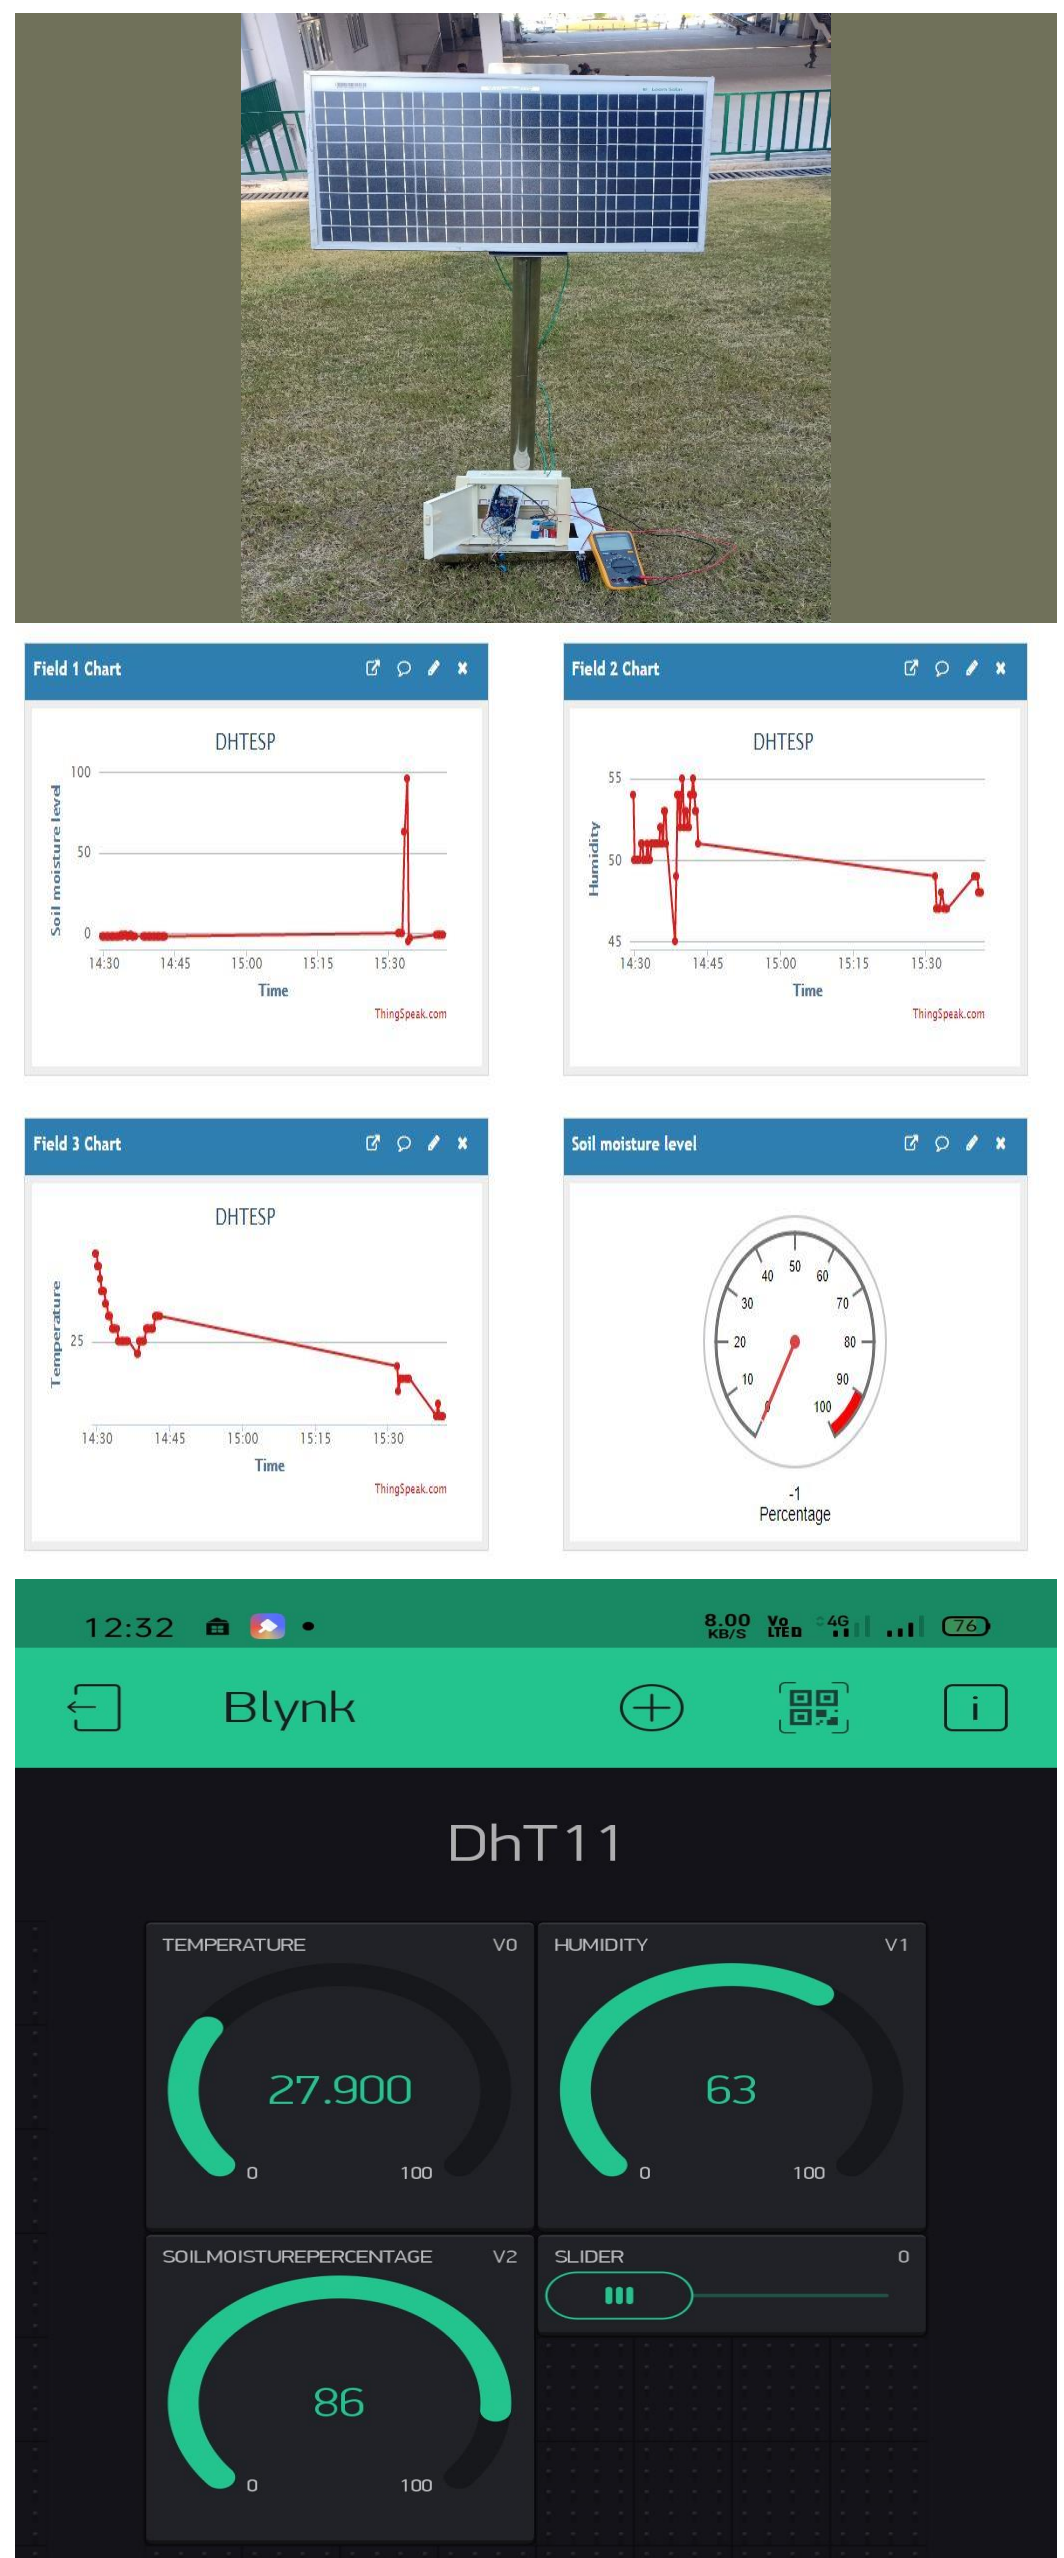 Field 1 Chart
DHTESP
Soil moisture level
100
50
0
14:30 14:45 15:00 15:15 15:30
Time
ThingSpeak.com
Field 2 Chart
DHTESP
Humidity
55
50
45
14:30 14:45 15:00 15:15 15:30
Time
ThingSpeak.com
Field 3 Chart
DHTESP
Temperature
25
14:30 14:45 15:00 15:15 15:30
Time
ThingSpeak.com
Soil moisture level
0 10 20 30 40 50 60 70 80 90 100
-1
Percentage
12:32 8.00 KB/S Vo LTE 4G 76
Blynk
DhT11
TEMPERATURE V0
27.900
0 100
HUMIDITY V1
63
0 100
SOILMOISTUREPERCENTAGE V2
86
0 100
SLIDER 0